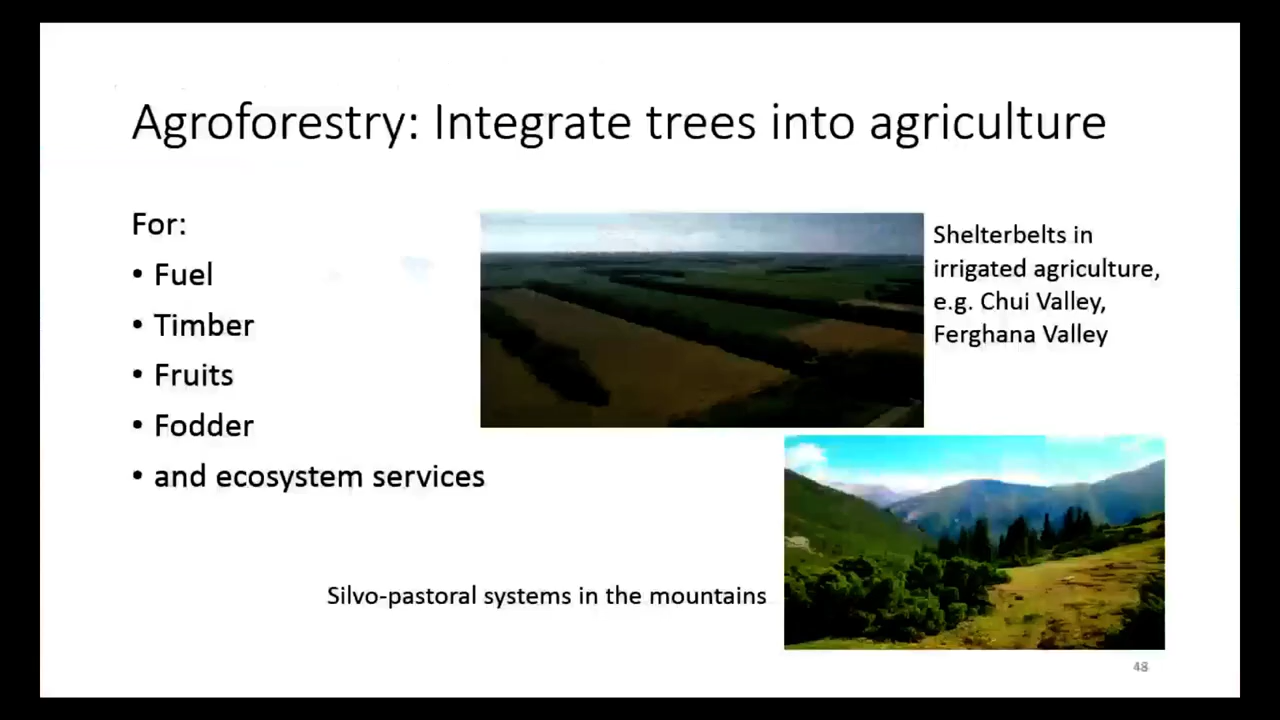 Agroforestry: Integrate trees into agriculture
For:
• Fuel
• Timber
• Fruits
• Fodder
• and ecosystem services
Shelterbelts in
irrigated agriculture,
e.g. Chui Valley,
Ferghana Valley
Silvo-pastoral systems in the mountains
48